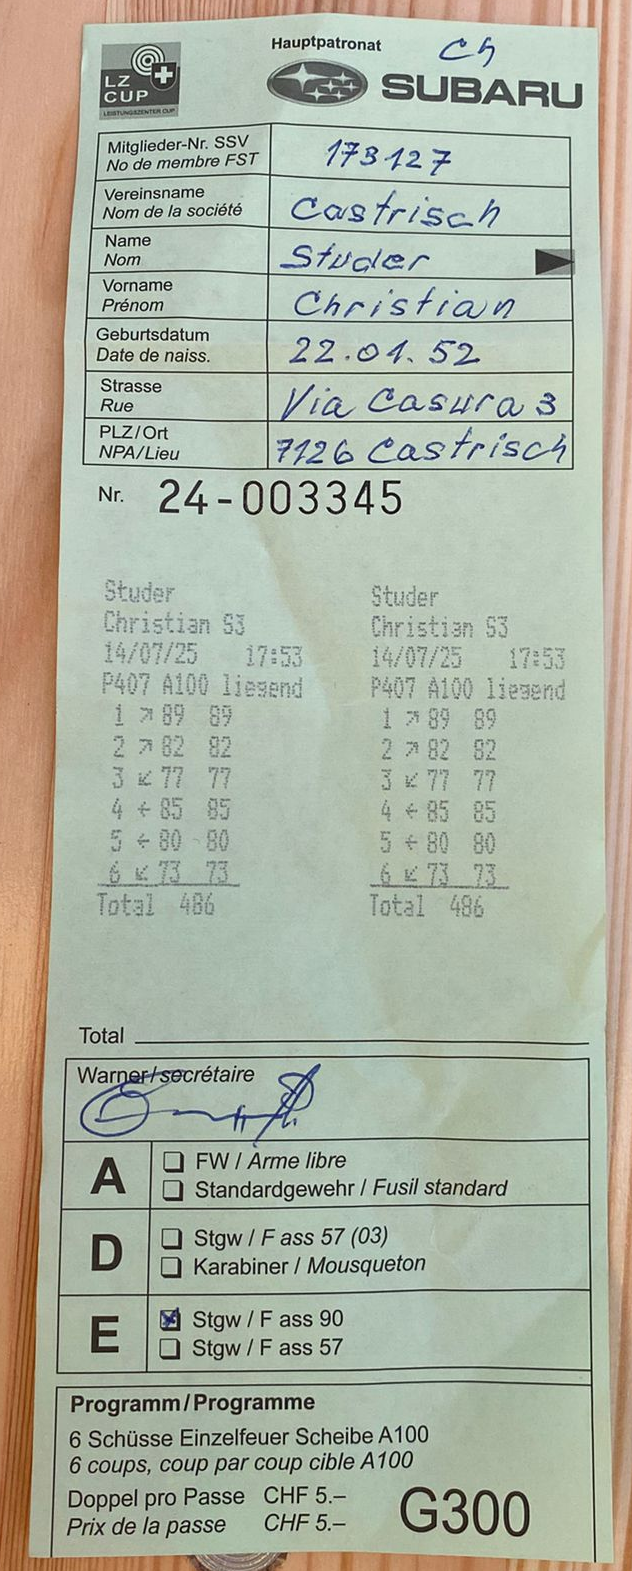 Hauptpatronat
Ch
LZ
CUP
LEISTUNGSZENTER CUP
SUBARU
Mitglieder-Nr. SSV
No de membre FST
173127
Vereinsname
Nom de la société
Castrisch
Name
Nom
Studer
Vorname
Prénom
Christian
Geburtsdatum
Date de naiss.
22.01.52
Strasse
Rue
Via Casura 3
PLZ/Ort
NPA/Lieu
7126 Castrisch
Nr. 24-003345
Studer
Christian S3
14/07/25 17:53
P407 A100 liegend
1 ↗ 89 89
2 ↗ 82 82
3 ↙ 77 77
4 ← 85 85
5 ← 80 80
6 ↙ 73 73
Total 486
Studer
Christian S3
14/07/25 17:53
P407 A100 liegend
1 ↗ 89 89
2 ↗ 82 82
3 ↙ 77 77
4 ← 85 85
5 ← 80 80
6 ↙ 73 73
Total 486
Total
Warner/secrétaire
A
FW / Arme libre
Standardgewehr / Fusil standard
D
Stgw / F ass 57 (03)
Karabiner / Mousqueton
E
Stgw / F ass 90
Stgw / F ass 57
Programm/Programme
6 Schüsse Einzelfeuer Scheibe A100
6 coups, coup par coup cible A100
Doppel pro Passe CHF 5.–
Prix de la passe CHF 5.–
G300